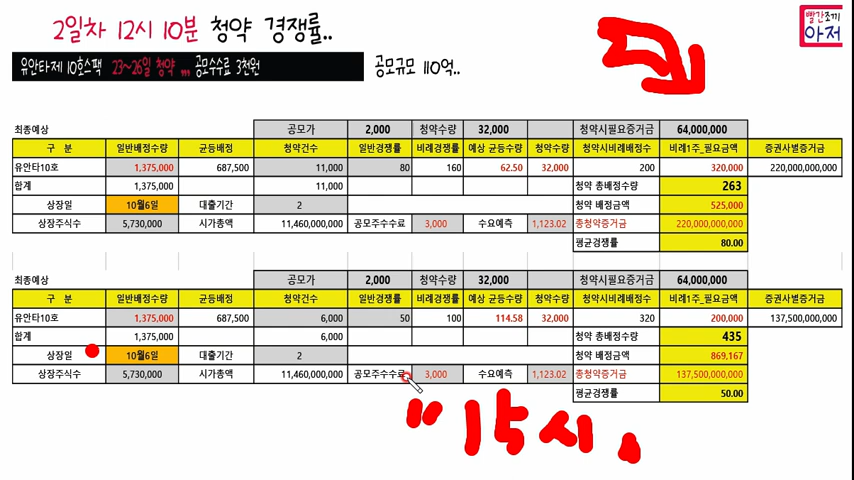 2일차 12시 10분 청약 경쟁률..
빨간조끼
아저
유안타제 10호스팩 23~26일 청약 ,,, 공모수수료 3천원
공모규모 110억..
최종예상 공모가 2,000 청약수량 32,000 청약시필요증거금 64,000,000
구 분 일반배정수량 균등배정 청약건수 일반경쟁률 비례경쟁률 예상 균등수량 청약수량 청약시비례배정수 비례1주_필요금액 증권사별증거금
유안타10호 1,375,000 687,500 11,000 80 160 62.50 32,000 200 320,000 220,000,000,000
합계 1,375,000 11,000 청약 총배정수량 263
상장일 10월6일 대출기간 2 청약 배정금액 525,000
상장주식수 5,730,000 시가총액 11,460,000,000 공모주수수료 3,000 수요예측 1,123.02 총청약증거금 220,000,000,000
평균경쟁률 80.00
최종예상 공모가 2,000 청약수량 32,000 청약시필요증거금 64,000,000
구 분 일반배정수량 균등배정 청약건수 일반경쟁률 비례경쟁률 예상 균등수량 청약수량 청약시비례배정수 비례1주_필요금액 증권사별증거금
유안타10호 1,375,000 687,500 6,000 50 100 114.58 32,000 320 200,000 137,500,000,000
합계 1,375,000 6,000 청약 총배정수량 435
상장일 10월6일 대출기간 2 청약 배정금액 869,167
상장주식수 5,730,000 시가총액 11,460,000,000 공모주수수료 3,000 수요예측 1,123.02 총청약증거금 137,500,000,000
평균경쟁률 50.00